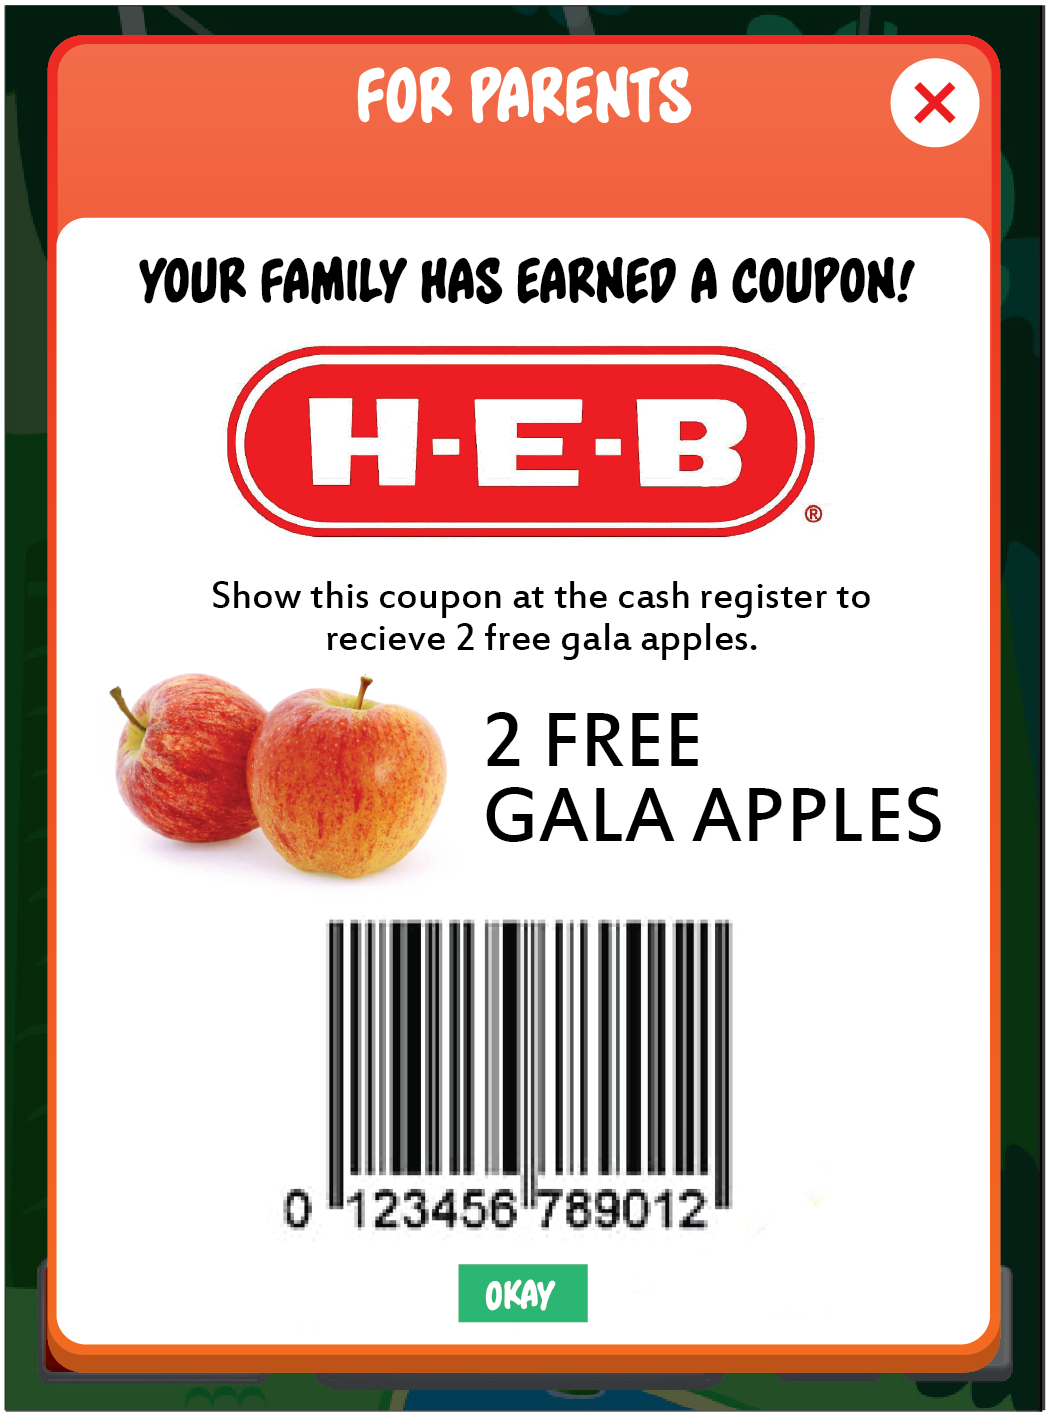 FOR PARENTS
YOUR FAMILY HAS EARNED A COUPON!
H-E-B
®
Show this coupon at the cash register to
recieve 2 free gala apples.
2 FREE
GALA APPLES
0 123456 789012
OKAY